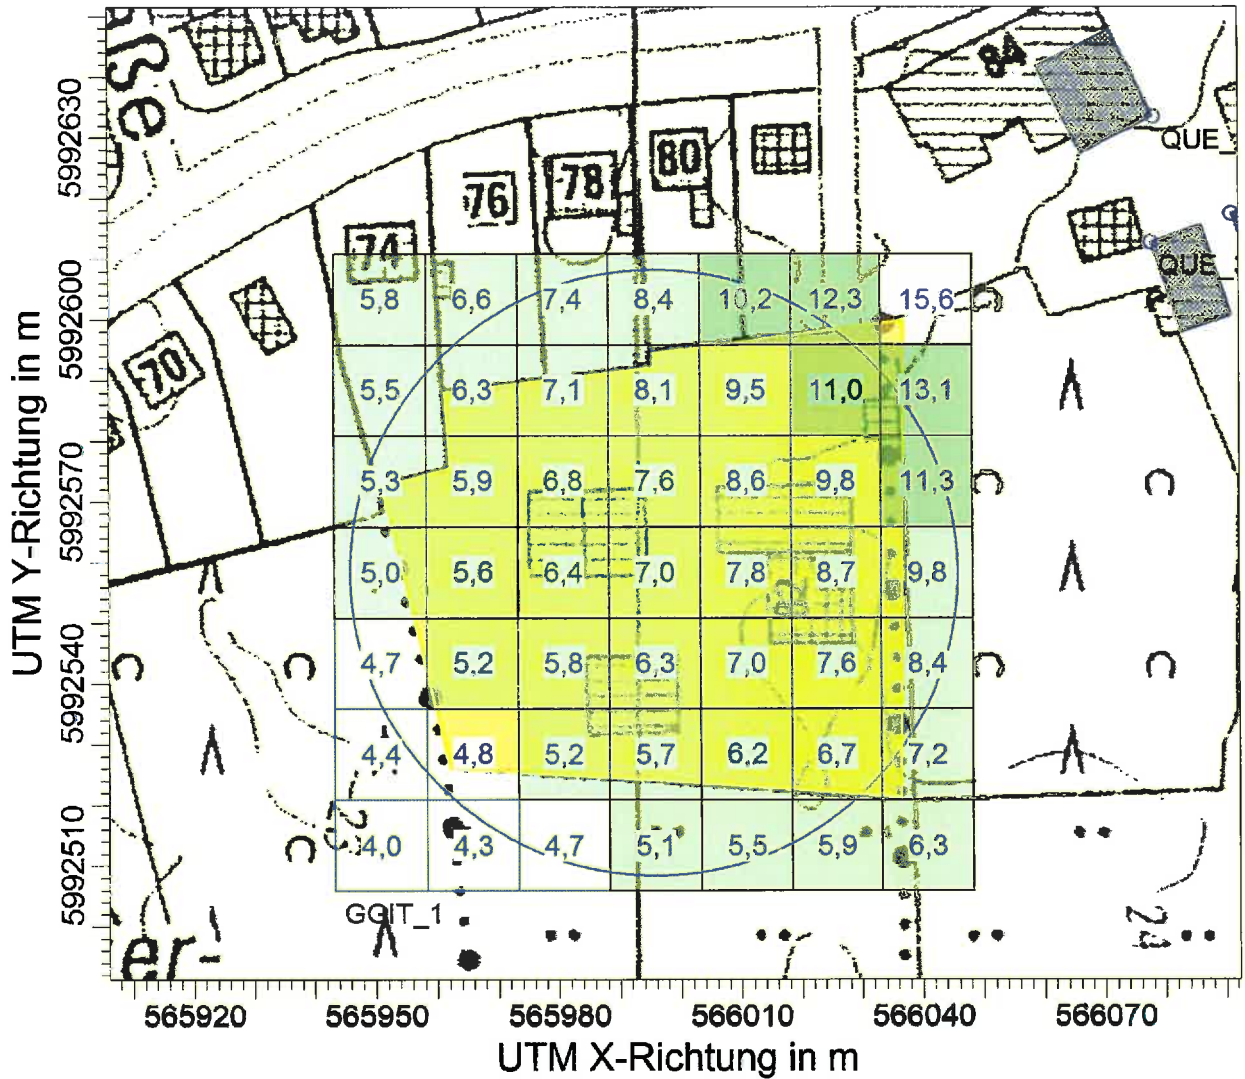 ße
84
QUE_
80
78
76
74
QUE_
70
5,8 6,6 7,4 8,4 10,2 12,3 15,6
5,5 6,3 7,1 8,1 9,5 11,0 13,1
5,3 5,9 6,8 7,6 8,6 9,8 11,3
5,0 5,6 6,4 7,0 7,8 8,7 9,8
82
4,7 5,2 5,8 6,3 7,0 7,6 8,4
4,4 4,8 5,2 5,7 6,2 6,7 7,2
4,0 4,3 4,7 5,1 5,5 5,9 6,3
GGIT_1
er-
24
UTM Y-Richtung in m
5992630
5992600
5992570
5992540
5992510
565920 565950 565980 566010 566040 566070
UTM X-Richtung in m